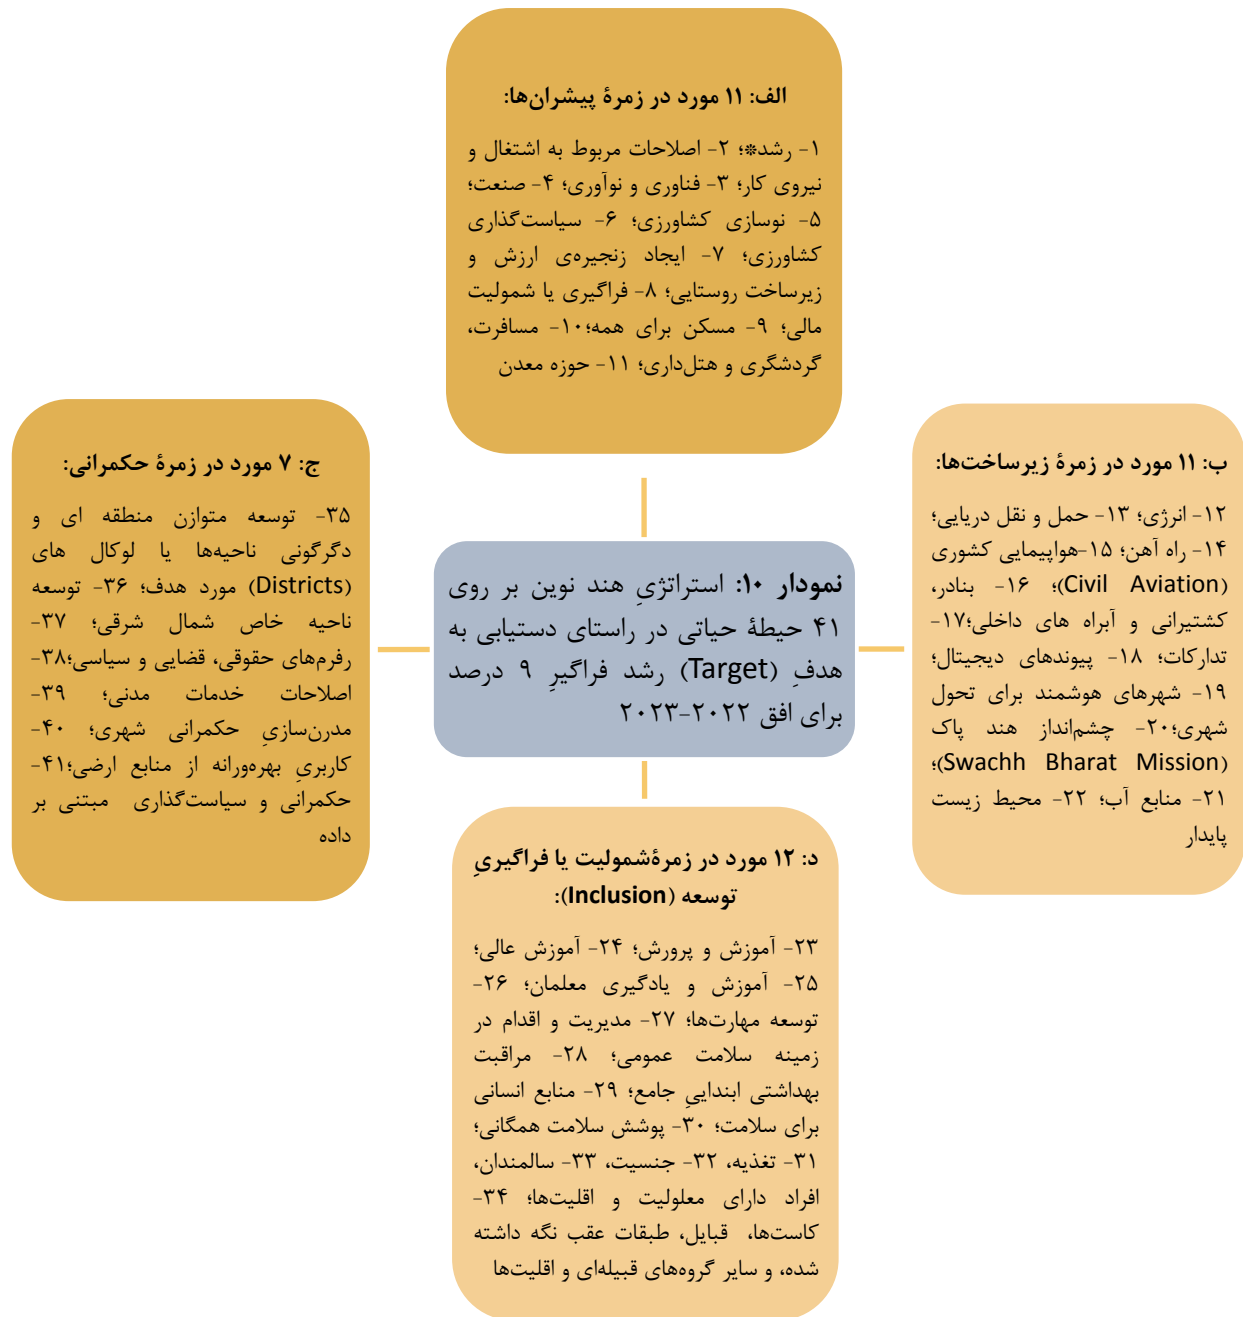 الف: ۱۱ مورد در زمرۀ پیشران‌ها:
۱- رشد*؛ ۲- اصلاحات مربوط به اشتغال و
نیروی کار؛ ۳- فناوری و نوآوری؛ ۴- صنعت؛
۵- نوسازی کشاورزی؛ ۶- سیاست‌گذاری
کشاورزی؛ ۷- ایجاد زنجیره‌ی ارزش و
زیرساخت روستایی؛ ۸- فراگیری یا شمولیت
مالی؛ ۹- مسکن برای همه؛۱۰- مسافرت،
گردشگری و هتل‌داری؛ ۱۱- حوزه معدن
ب: ۱۱ مورد در زمرۀ زیرساخت‌ها:
۱۲- انرژی؛ ۱۳- حمل و نقل دریایی؛
۱۴- راه آهن؛ ۱۵-هواپیمایی کشوری
(Civil Aviation)؛ ۱۶- بنادر،
کشتیرانی و آبراه های داخلی؛۱۷-
تدارکات؛ ۱۸- پیوندهای دیجیتال؛
۱۹- شهرهای هوشمند برای تحول
شهری؛۲۰- چشم‌انداز هند پاک
(Swachh Bharat Mission)؛
۲۱- منابع آب؛ ۲۲- محیط زیست
پایدار
نمودار ۱۰: استراتژیِ هند نوین بر روی
۴۱ حیطۀ حیاتی در راستای دستیابی به
هدفِ (Target) رشد فراگیرِ ۹ درصد
برای افق ۲۰۲۲-۲۰۲۳
ج: ۷ مورد در زمرۀ حکمرانی:
۳۵- توسعه متوازن منطقه ای و
دگرگونی ناحیه‌ها یا لوکال های
(Districts) مورد هدف؛ ۳۶- توسعه
ناحیه خاص شمال شرقی؛ ۳۷-
رفرم‌های حقوقی، قضایی و سیاسی؛۳۸-
اصلاحات خدمات مدنی؛ ۳۹-
مدرن‌سازیِ حکمرانی شهری؛ ۴۰-
کاربریِ بهره‌ورانه از منابع ارضی؛۴۱-
حکمرانی و سیاست‌گذاری مبتنی بر
داده
د: ۱۲ مورد در زمرۀشمولیت یا فراگیریِ
توسعه (Inclusion):
۲۳- آموزش و پرورش؛ ۲۴- آموزش عالی؛
۲۵- آموزش و یادگیری معلمان؛ ۲۶-
توسعه مهارت‌ها؛ ۲۷- مدیریت و اقدام در
زمینه سلامت عمومی؛ ۲۸- مراقبت
بهداشتی ابتداییِ جامع؛ ۲۹- منابع انسانی
برای سلامت؛ ۳۰- پوشش سلامت همگانی؛
۳۱- تغذیه، ۳۲- جنسیت، ۳۳- سالمندان،
افراد دارای معلولیت و اقلیت‌ها؛ ۳۴-
کاست‌ها، قبایل، طبقات عقب نگه داشته
شده، و سایر گروه‌های قبیله‌ای و اقلیت‌ها